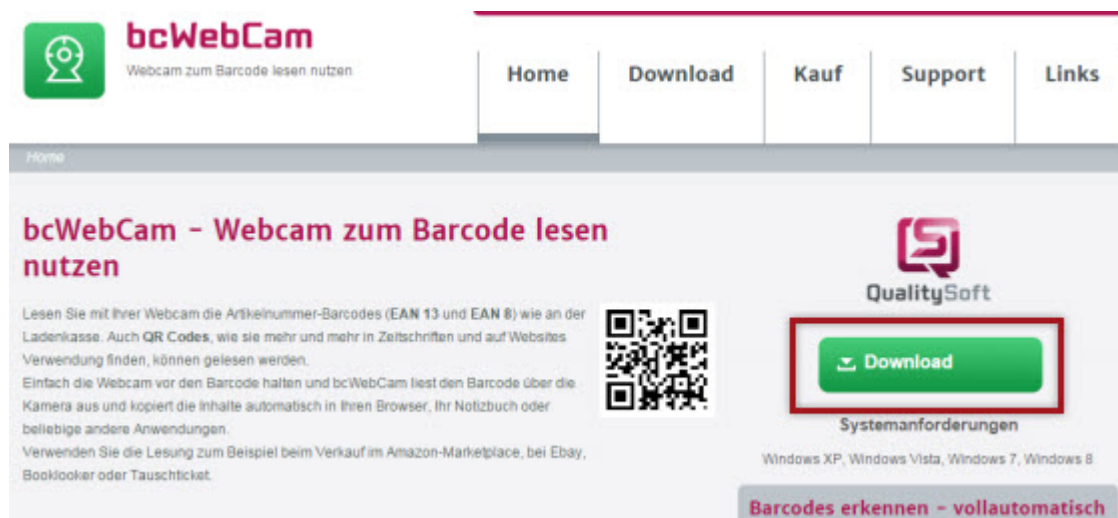 bcWebCam
Webcam zum Barcode lesen nutzen
Home
Download
Kauf
Support
Links
Home
bcWebCam - Webcam zum Barcode lesen
nutzen
Lesen Sie mit Ihrer Webcam die Artikelnummer-Barcodes (EAN 13 und EAN 8) wie an der
Ladenkasse. Auch QR Codes, wie sie mehr und mehr in Zeitschriften und auf Websites
Verwendung finden, können gelesen werden.
Einfach die Webcam vor den Barcode halten und bcWebCam liest den Barcode über die
Kamera aus und kopiert die Inhalte automatisch in Ihren Browser, Ihr Notizbuch oder
beliebige andere Anwendungen.
Verwenden Sie die Lesung zum Beispiel beim Verkauf im Amazon-Marketplace, bei Ebay,
Booklooker oder Tauschticket.
QualitySoft
Download
Systemanforderungen
Windows XP, Windows Vista, Windows 7, Windows 8
Barcodes erkennen - vollautomatisch